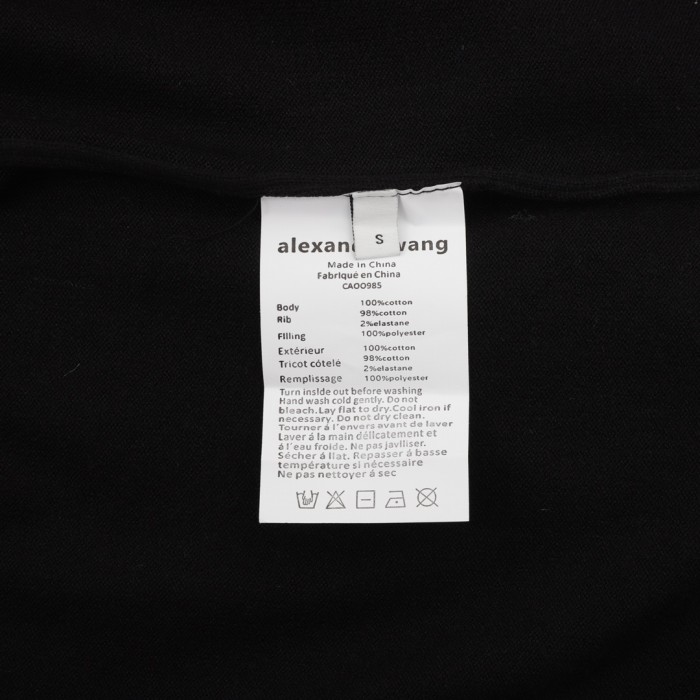 alexan wang
S
Made in China
Fabriqué en China
CA00985
Body 100%cotton
Rib 98%cotton
2%elastane
Filling 100%polyester
Extérieur 100%cotton
Tricot côtelé 98%cotton
2%elastane
Remplissage 100%polyester
Turn inside out before washing
Hand wash cold gently. Do not
bleach.Lay flat to dry.Cool iron if
necessary. Do not dry clean.
Tourner á l'envers avant de laver
Laver á la main délicatement et
á l'eau froide. Ne pas javlliser.
Sécher á llat. Repasser á basse
température si nécessaire
Ne pas nettoyer á sec